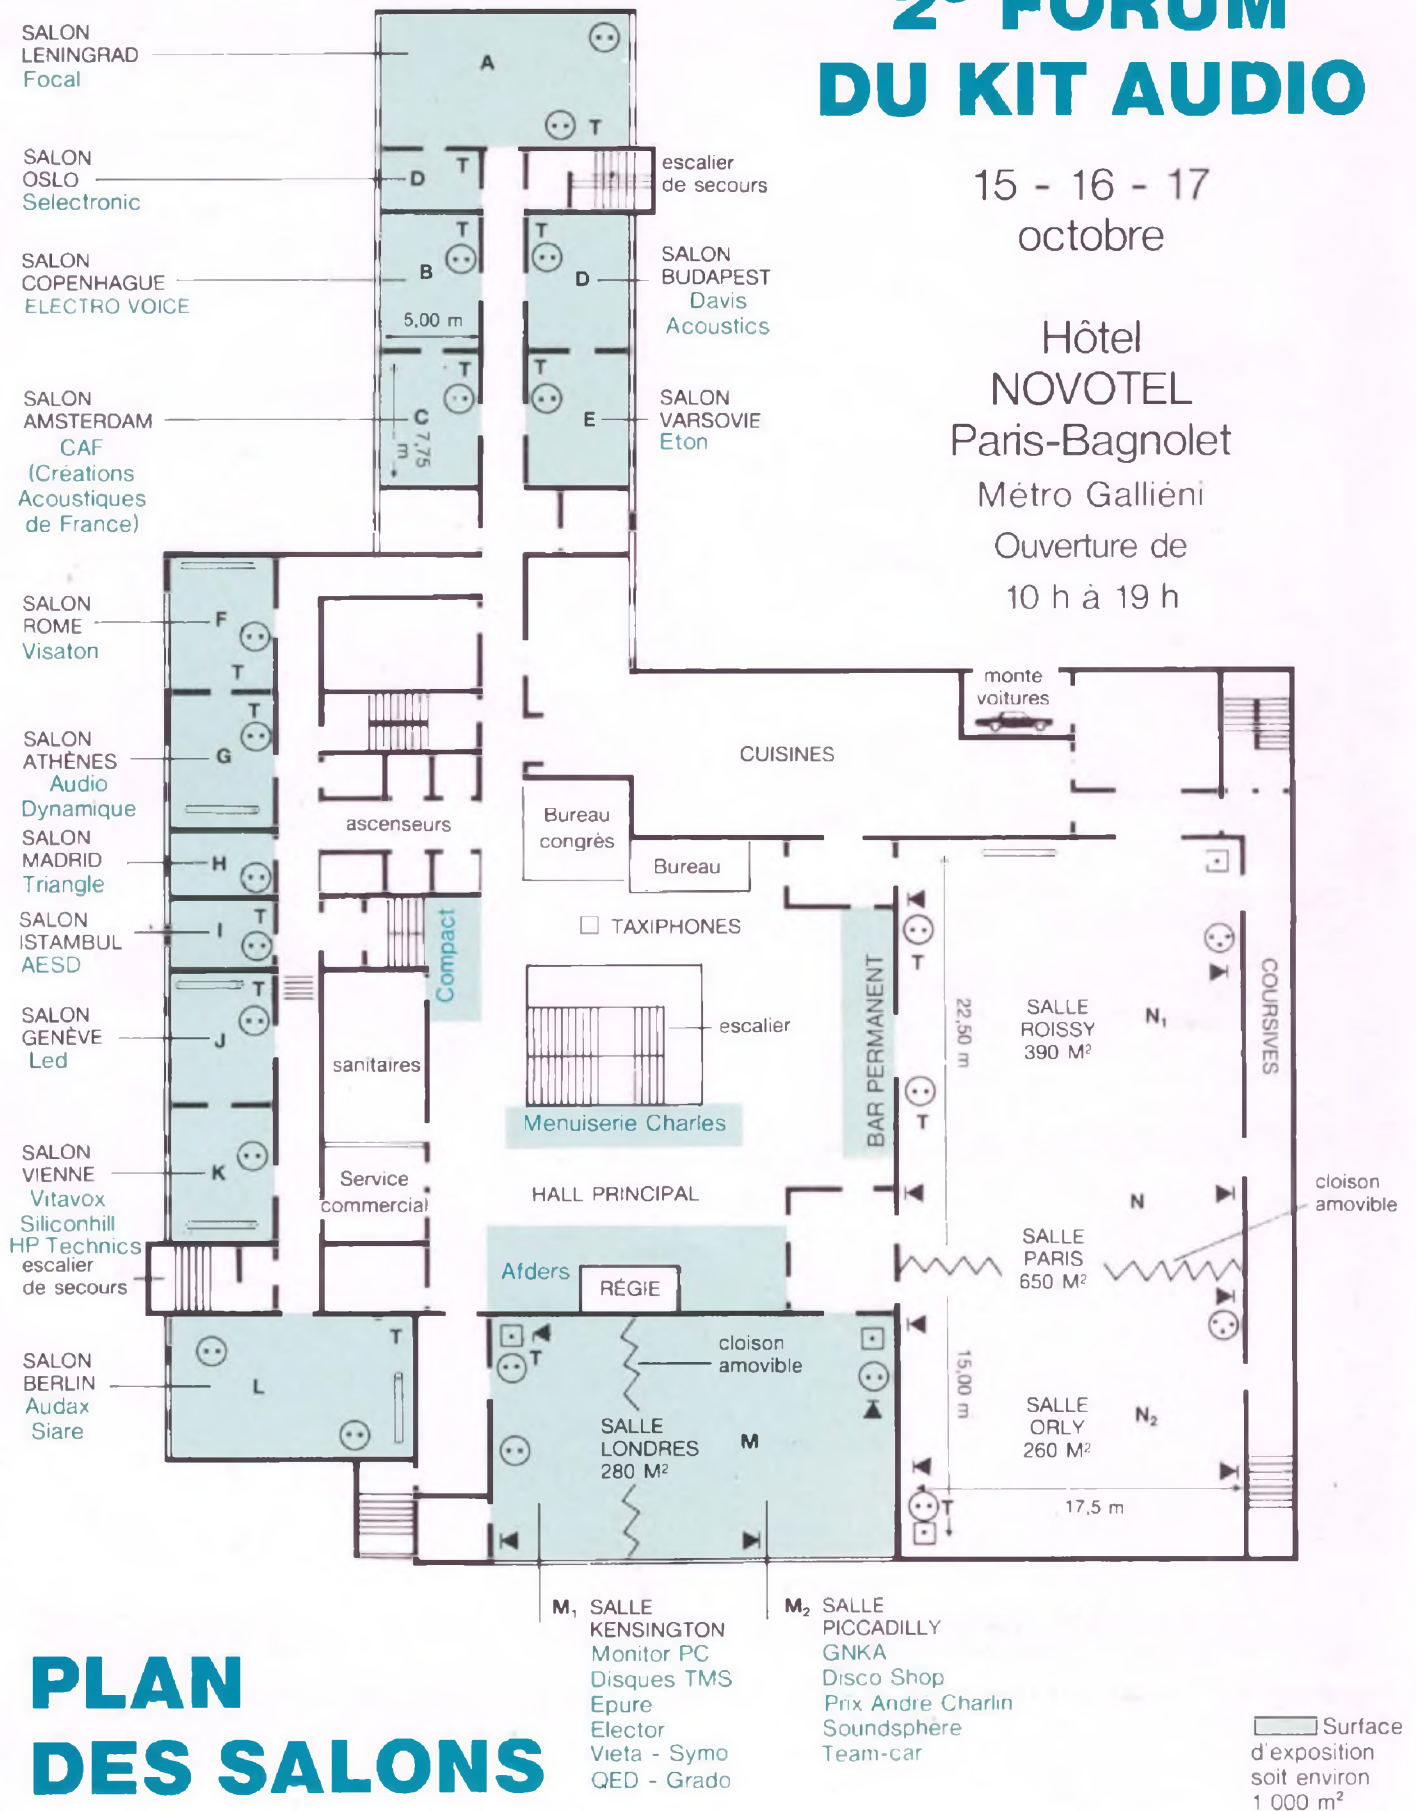 2e FORUM
DU KIT AUDIO
15 - 16 - 17
octobre
Hôtel
NOVOTEL
Paris-Bagnolet
Métro Galliéni
Ouverture de
10 h à 19 h
SALON
LENINGRAD
Focal
A
T
SALON
OSLO
Selectronic
D
T
escalier
de secours
SALON
COPENHAGUE
ELECTRO VOICE
B
T
5,00 m
T
D
SALON
BUDAPEST
Davis
Acoustics
SALON
AMSTERDAM
CAF
(Créations
Acoustiques
de France)
C
T
7,75
m
T
E
SALON
VARSOVIE
Eton
SALON
ROME
Visaton
F
T
SALON
ATHÈNES
Audio
Dynamique
G
T
SALON
MADRID
Triangle
H
SALON
ISTAMBUL
AESD
I
T
SALON
GENÈVE
Led
J
T
SALON
VIENNE
Vitavox
Siliconhill
HP Technics
K
escalier
de secours
SALON
BERLIN
Audax
Siare
L
T
ascenseurs
Compact
sanitaires
Service
commercial
Bureau
congrès
Bureau
TAXIPHONES
escalier
Menuiserie Charles
HALL PRINCIPAL
Afders
RÉGIE
CUISINES
monte
voitures
BAR PERMANENT
T
T
22,50 m
SALLE
ROISSY
390 M²
N₁
COURSIVES
N
SALLE
PARIS
650 M²
cloison
amovible
15,00 m
SALLE
ORLY
260 M²
N₂
17,5 m
T
T
cloison
amovible
SALLE
LONDRES
280 M²
M
M₁ SALLE
KENSINGTON
Monitor PC
Disques TMS
Epure
Elector
Vieta - Symo
QED - Grado
M₂ SALLE
PICCADILLY
GNKA
Disco Shop
Prix André Charlin
Soundsphère
Team-car
PLAN
DES SALONS
Surface
d'exposition
soit environ
1 000 m²